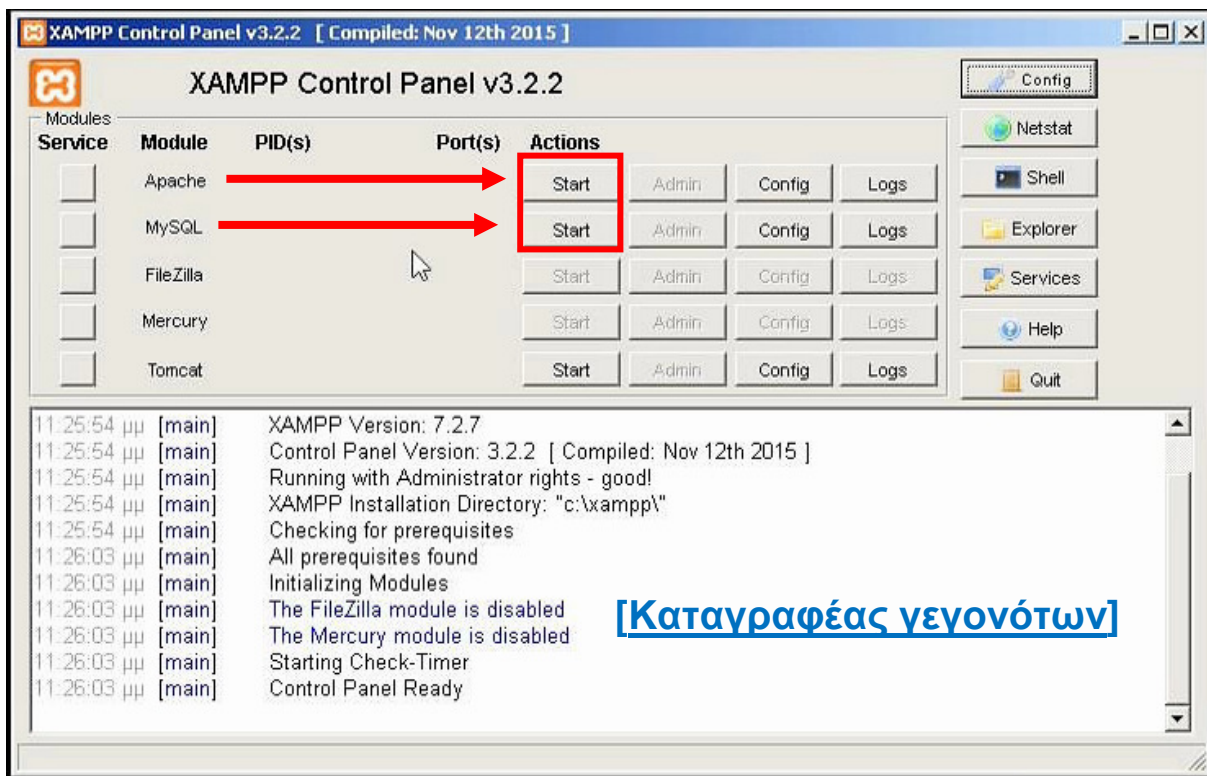 XAMPP Control Panel v3.2.2 [ Compiled: Nov 12th 2015 ]
XAMPP Control Panel v3.2.2
Config
Modules
Service Module PID(s) Port(s) Actions
Netstat
Apache Start Admin Config Logs
Shell
MySQL Start Admin Config Logs
Explorer
FileZilla Start Admin Config Logs
Services
Mercury Start Admin Config Logs
Help
Tomcat Start Admin Config Logs
Quit
11:25:54 μμ [main] XAMPP Version: 7.2.7
11:25:54 μμ [main] Control Panel Version: 3.2.2 [ Compiled: Nov 12th 2015 ]
11:25:54 μμ [main] Running with Administrator rights - good!
11:25:54 μμ [main] XAMPP Installation Directory: "c:\xampp\"
11:25:54 μμ [main] Checking for prerequisites
11:26:03 μμ [main] All prerequisites found
11:26:03 μμ [main] Initializing Modules
11:26:03 μμ [main] The FileZilla module is disabled
[Καταγραφέας γεγονότων]
11:26:03 μμ [main] The Mercury module is disabled
11:26:03 μμ [main] Starting Check-Timer
11:26:03 μμ [main] Control Panel Ready